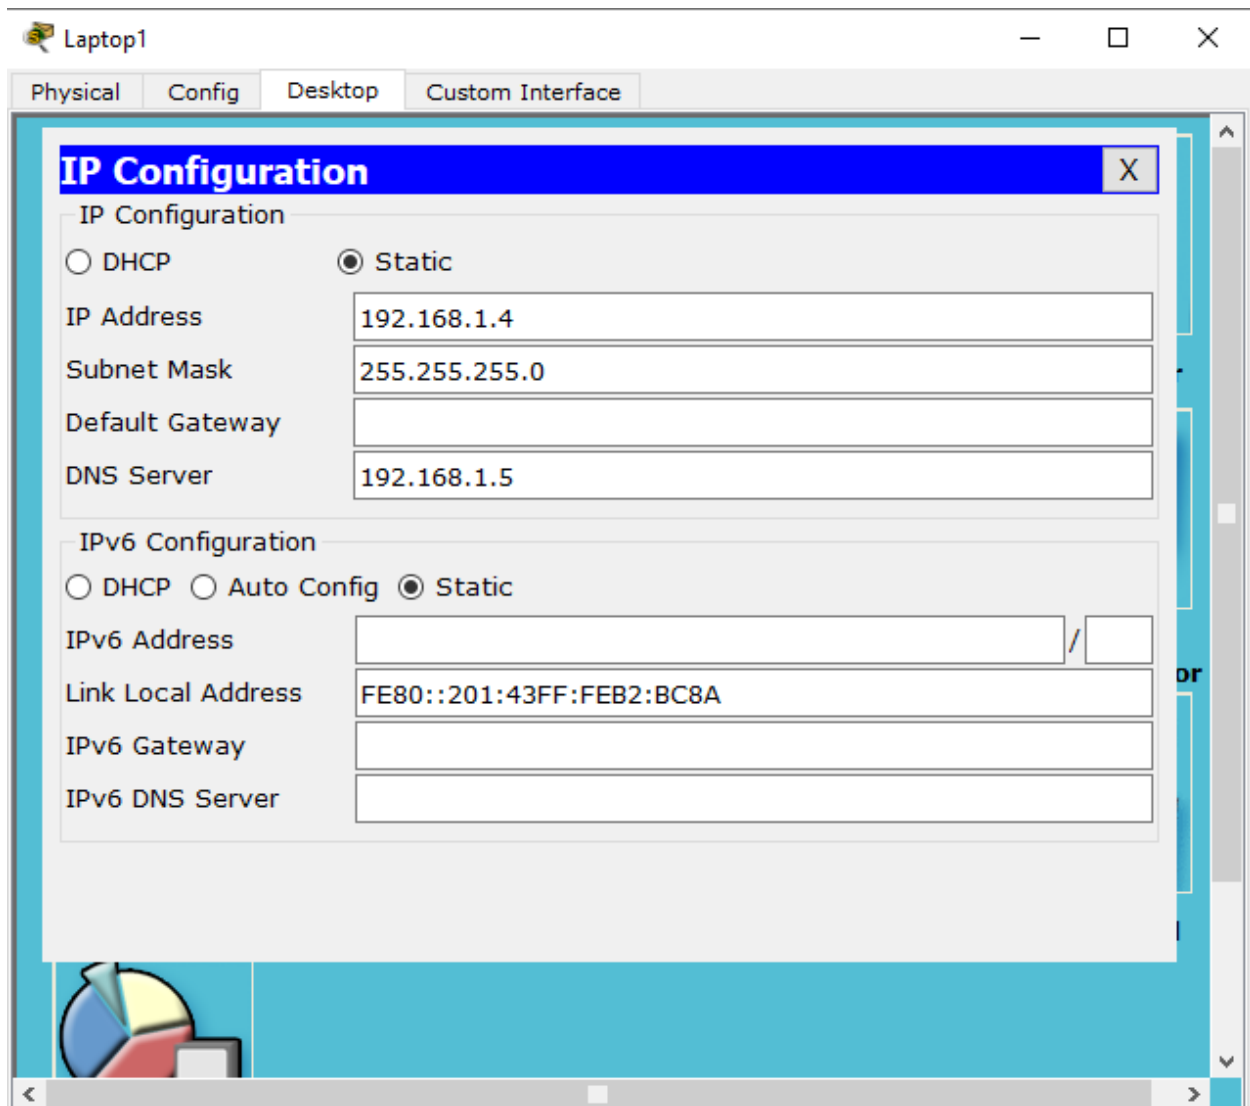 Laptop1
Physical Config Desktop Custom Interface
IP Configuration X
IP Configuration
DHCP Static
IP Address 192.168.1.4
Subnet Mask 255.255.255.0
Default Gateway
DNS Server 192.168.1.5
IPv6 Configuration
DHCP Auto Config Static
IPv6 Address /
Link Local Address FE80::201:43FF:FEB2:BC8A
IPv6 Gateway
IPv6 DNS Server